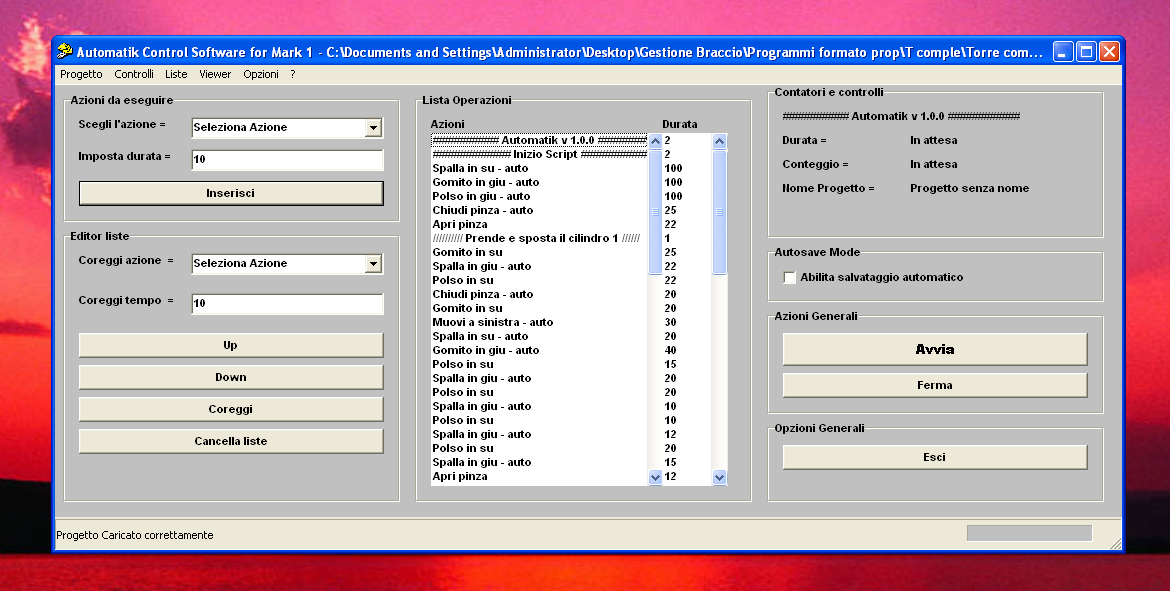 Automatik Control Software for Mark 1 - C:\Documents and Settings\Administrator\Desktop\Gestione Braccio\Programmi formato prop\T comple\Torre com...
Progetto Controlli Liste Viewer Opzioni ?
Azioni da eseguire
Scegli l'azione = Seleziona Azione
Imposta durata = 10
Inserisci
Editor liste
Coreggi azione = Seleziona Azione
Coreggi tempo = 10
Up
Down
Coreggi
Cancella liste
Lista Operazioni
Azioni Durata
########### Automatik v 1.0.0 ######### 2
############# Inizio Script ########### 2
Spalla in su - auto 100
Gomito in giu - auto 100
Polso in giu - auto 100
Chiudi pinza - auto 25
Apri pinza 22
////////// Prende e sposta il cilindro 1 ////// 1
Gomito in su 25
Spalla in giu - auto 22
Polso in su 22
Chiudi pinza - auto 20
Gomito in su 20
Muovi a sinistra - auto 30
Spalla in su - auto 20
Gomito in giu - auto 40
Polso in su 15
Spalla in giu - auto 20
Polso in su 20
Spalla in giu - auto 10
Polso in su 10
Spalla in giu - auto 12
Polso in su 20
Spalla in giu - auto 15
Apri pinza 12
Contatori e controlli
########### Automatik v 1.0.0 ############
Durata = In attesa
Conteggio = In attesa
Nome Progetto = Progetto senza nome
Autosave Mode
Abilita salvataggio automatico
Azioni Generali
Avvia
Ferma
Opzioni Generali
Esci
Progetto Caricato correttamente